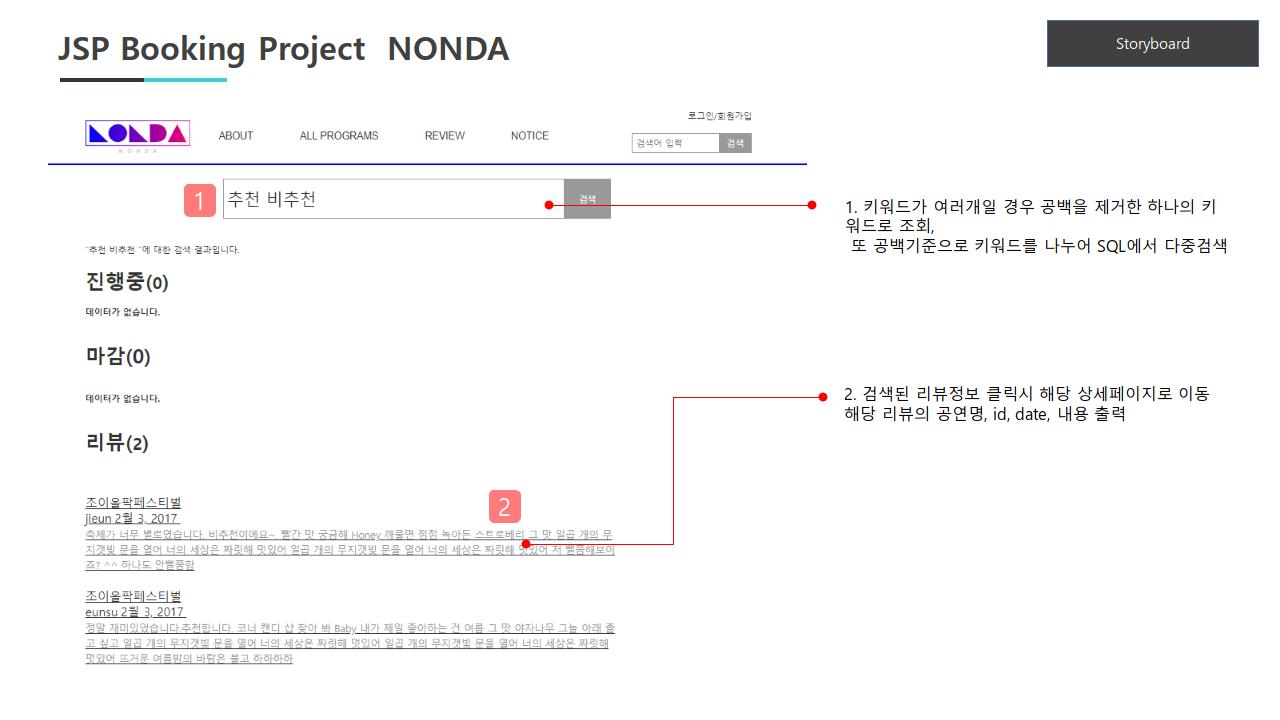 JSP Booking Project NONDA
Storyboard
로그인/회원가입
NONDA
NONDA
ABOUT
ALL PROGRAMS
REVIEW
NOTICE
검색어 입력
검색
1
추천 비추천
검색
1. 키워드가 여러개일 경우 공백을 제거한 하나의 키
워드로 조회,
또 공백기준으로 키워드를 나누어 SQL에서 다중검색
"추천 비추천 "에 대한 검색 결과입니다.
진행중(0)
데이터가 없습니다.
마감(0)
데이터가 없습니다.
2. 검색된 리뷰정보 클릭시 해당 상세페이지로 이동
해당 리뷰의 공연명, id, date, 내용 출력
리뷰(2)
2
조이올팍페스티벌
jieun 2월 3, 2017
축제가 너무 별로였습니다. 비추천이에요~. 빨간 맛 궁금해 Honey 깨물면 점점 녹아든 스트로베리 그 맛 일곱 개의 무
지갯빛 문을 열어 너의 세상은 짜릿해 멋있어 일곱 개의 무지갯빛 문을 열어 너의 세상은 짜릿해 멋있어 저 삘쭘해보이
죠? ^^ 하나도 안삘쭘함
조이올팍페스티벌
eunsu 2월 3, 2017
정말 재미있었습니다.추천합니다. 코너 캔디 샵 찾아 봐 Baby 내가 제일 좋아하는 건 여름 그 맛 야자나무 그늘 아래 졸
고 싶고 일곱 개의 무지갯빛 문을 열어 너의 세상은 짜릿해 멋있어 일곱 개의 무지갯빛 문을 열어 너의 세상은 짜릿해
멋있어 뜨거운 여름밤의 바람은 불고 하하하하